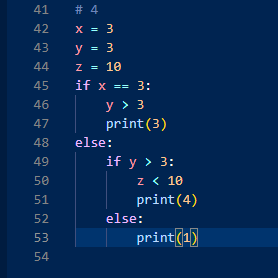 41 # 4
42 x = 3
43 y = 3
44 z = 10
45 if x == 3:
46     y > 3
47     print(3)
48 else:
49     if y > 3:
50         z < 10
51         print(4)
52     else:
53         print(1)
54